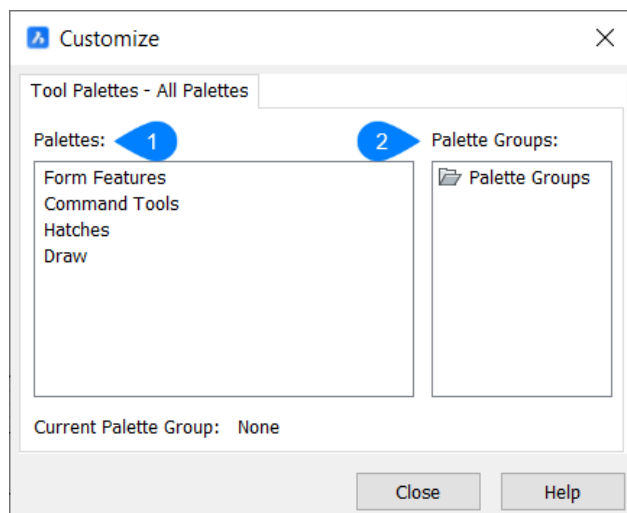 Customize
Tool Palettes - All Palettes
Palettes: 1 2 Palette Groups:
Form Features
Command Tools
Hatches
Draw
Palette Groups
Current Palette Group: None
Close Help